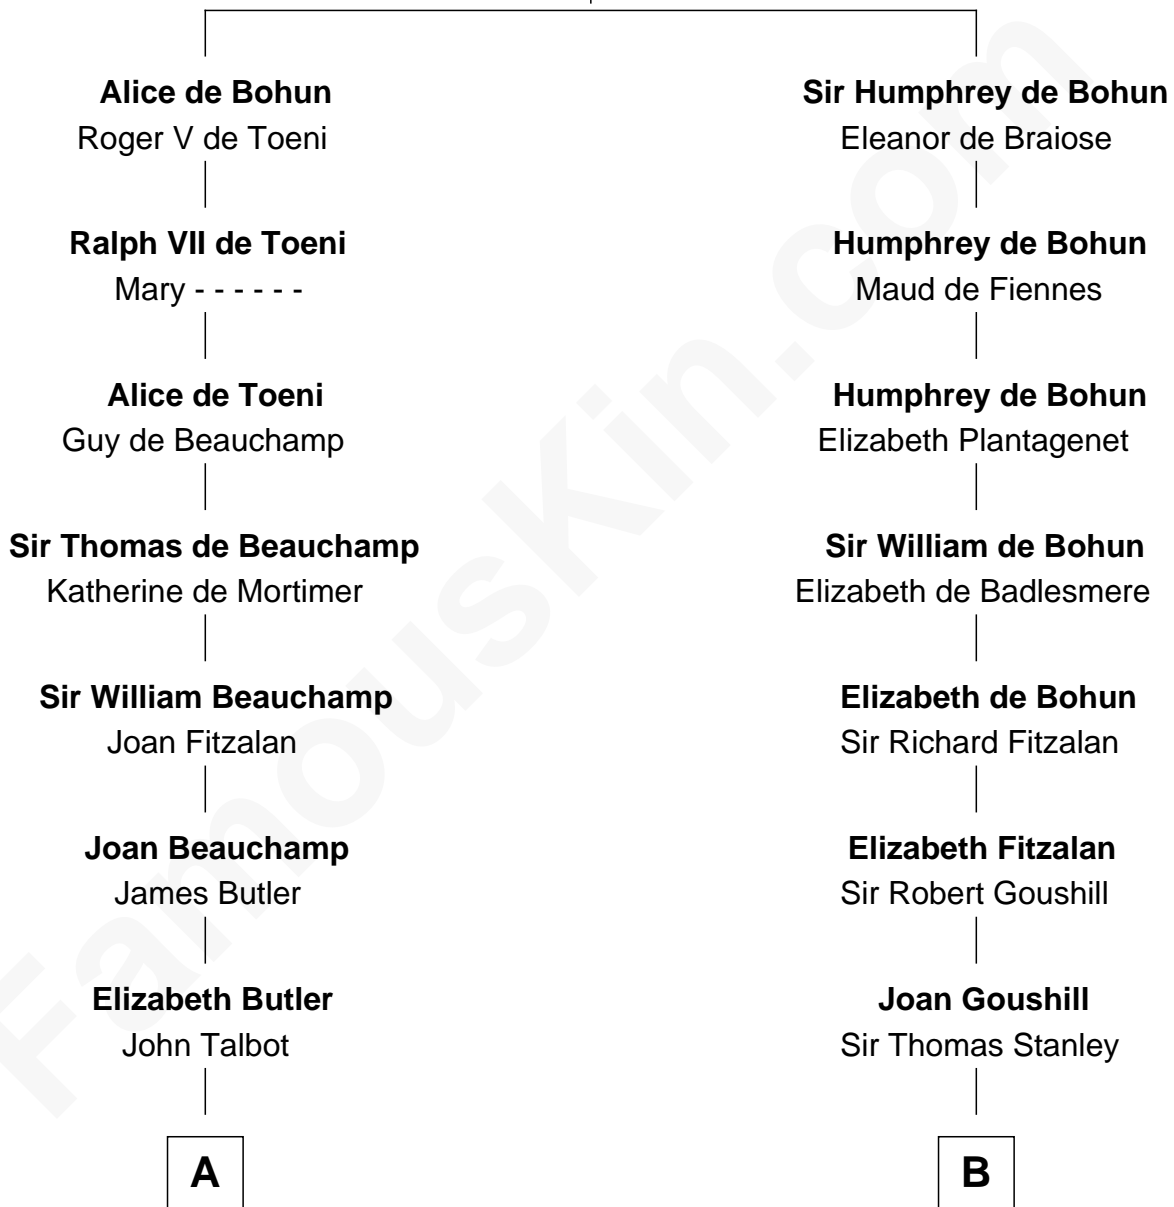 Alice de Bohun
Roger V de Toeni
Ralph VII de Toeni
Mary - - - - - -
Alice de Toeni
Guy de Beauchamp
Sir Thomas de Beauchamp
Katherine de Mortimer
Sir William Beauchamp
Joan Fitzalan
Joan Beauchamp
James Butler
Elizabeth Butler
John Talbot
A
Sir Humphrey de Bohun
Eleanor de Braiose
Humphrey de Bohun
Maud de Fiennes
Humphrey de Bohun
Elizabeth Plantagenet
Sir William de Bohun
Elizabeth de Badlesmere
Elizabeth de Bohun
Sir Richard Fitzalan
Elizabeth Fitzalan
Sir Robert Goushill
Joan Goushill
Sir Thomas Stanley
B
FamousKin.com